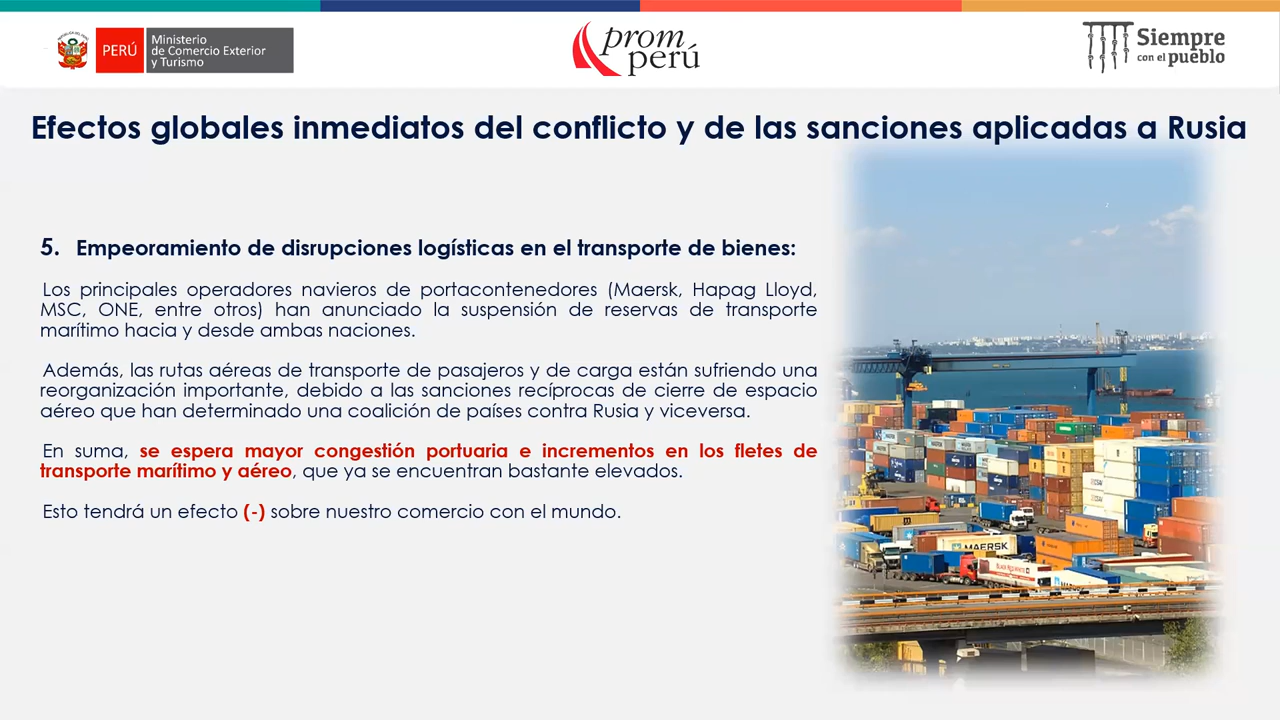 PERÚ
Ministerio
de Comercio Exterior
y Turismo
prom
perú
Siempre
con el pueblo
Efectos globales inmediatos del conflicto y de las sanciones aplicadas a Rusia
5. Empeoramiento de disrupciones logísticas en el transporte de bienes:
Los principales operadores navieros de portacontenedores (Maersk, Hapag Lloyd,
MSC, ONE, entre otros) han anunciado la suspensión de reservas de transporte
marítimo hacia y desde ambas naciones.
Además, las rutas aéreas de transporte de pasajeros y de carga están sufriendo una
reorganización importante, debido a las sanciones recíprocas de cierre de espacio
aéreo que han determinado una coalición de países contra Rusia y viceversa.
En suma, se espera mayor congestión portuaria e incrementos en los fletes de
transporte marítimo y aéreo, que ya se encuentran bastante elevados.
Esto tendrá un efecto (-) sobre nuestro comercio con el mundo.
MAERSK